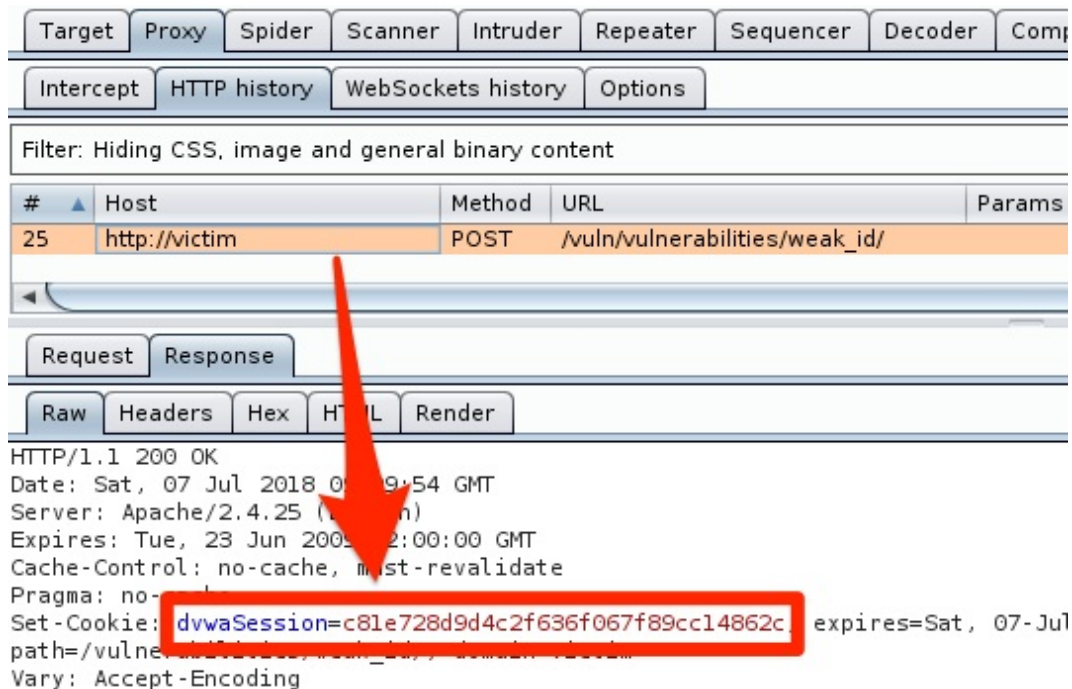 Target Proxy Spider Scanner Intruder Repeater Sequencer Decoder Comp
Intercept HTTP history WebSockets history Options
Filter: Hiding CSS, image and general binary content
# Host Method URL Params
25 http://victim POST /vuln/vulnerabilities/weak_id/
Request Response
Raw Headers Hex Render
HTTP/1.1 200 OK
Date: Sat, 07 Jul 2018 GMT
Server: Apache/2.4.25
Expires: Tue, 23 Jun GMT
Cache-Control: no-cache, must-revalidate
Pragma:
Set-Cookie: dvwaSession=c81e728d9d4c2f636f067f89cc14862c, expires=Sat, 07-Jul
Vary: Accept-Encoding